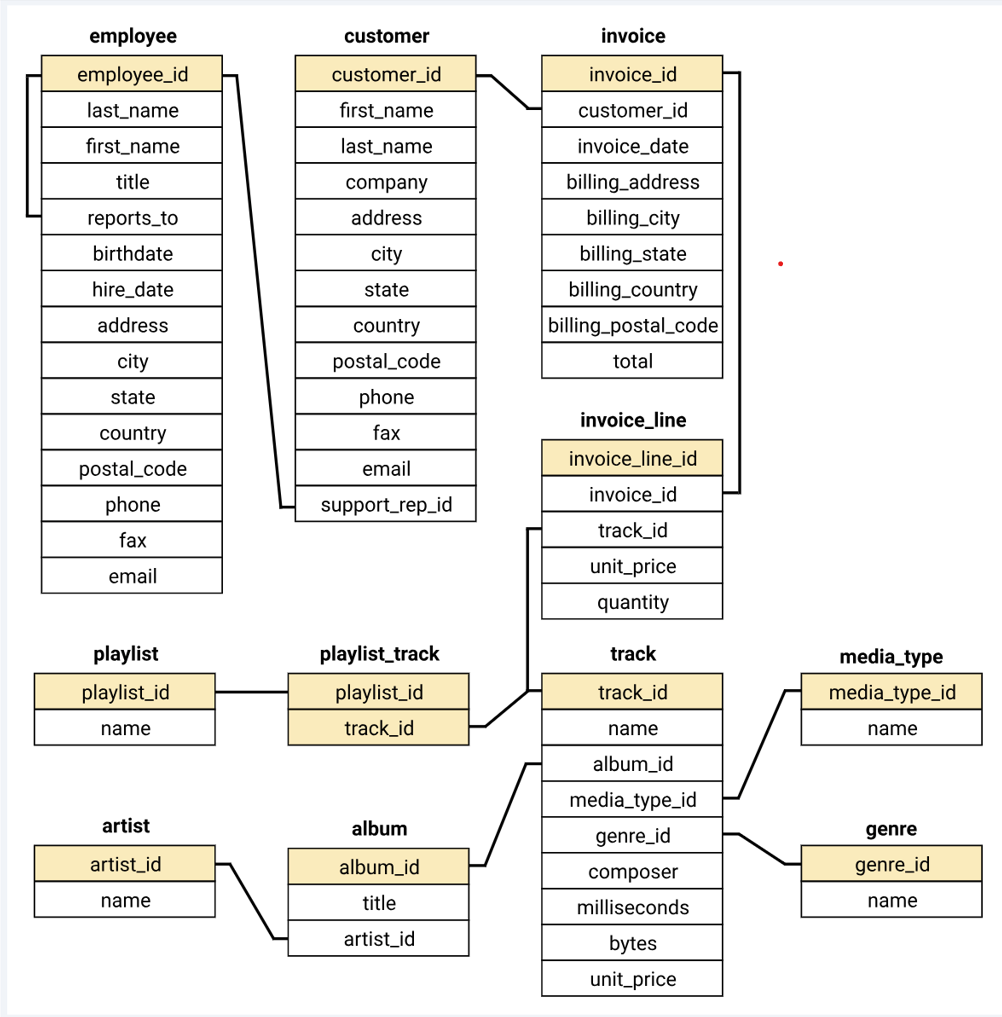 employee
employee_id
last_name
first_name
title
reports_to
birthdate
hire_date
address
city
state
country
postal_code
phone
fax
email
customer
customer_id
first_name
last_name
company
address
city
state
country
postal_code
phone
fax
email
support_rep_id
invoice
invoice_id
customer_id
invoice_date
billing_address
billing_city
billing_state
billing_country
billing_postal_code
total
invoice_line
invoice_line_id
invoice_id
track_id
unit_price
quantity
playlist
playlist_id
name
playlist_track
playlist_id
track_id
track
track_id
name
album_id
media_type_id
genre_id
composer
milliseconds
bytes
unit_price
media_type
media_type_id
name
artist
artist_id
name
album
album_id
title
artist_id
genre
genre_id
name